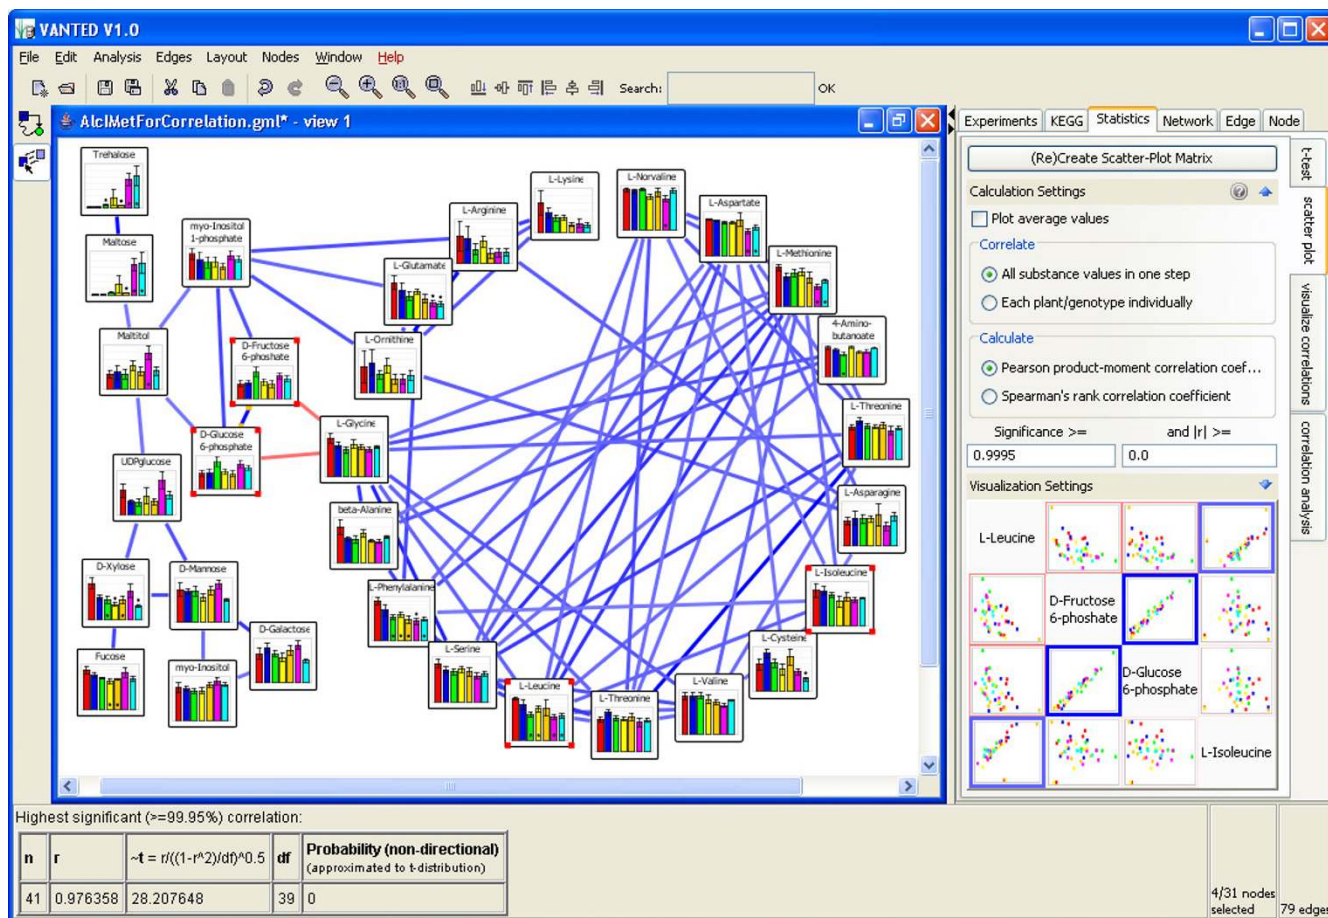 VANTED V1.0
File Edit Analysis Edges Layout Nodes Window Help
Search: OK
AlclMetForCorrelation.gml* - view 1
Trehalose
Maltose
myo-Inositol
1-phosphate
Maltitol
D-Fructose
6-phoshate
D-Glucose
6-phosphate
UDPglucose
D-Xylose
D-Mannose
Fucose
myo-Inositol
D-Galactose
L-Lysine
L-Arginine
L-Glutamate
L-Ornithine
L-Glycine
beta-Alanine
L-Phenylalanine
L-Serine
L-Leucine
L-Threonine
L-Valine
L-Cysteine
L-Isoleucine
L-Asparagine
L-Threonine
4-Amino-
butanoate
L-Methionine
L-Aspartate
L-Norvaline
Experiments KEGG Statistics Network Edge Node
(Re)Create Scatter-Plot Matrix
Calculation Settings
Plot average values
Correlate
All substance values in one step
Each plant/genotype individually
Calculate
Pearson product-moment correlation coef...
Spearman's rank correlation coefficient
Significance >= and |r| >=
0.9995 0.0
Visualization Settings
L-Leucine
D-Fructose
6-phoshate
D-Glucose
6-phosphate
L-Isoleucine
t-test
scatter plot
visualize correlations
correlation analysis
Highest significant (>=99.95%) correlation:
n r ~t = r/((1-r^2)/df)^0.5 df Probability (non-directional)
(approximated to t-distribution)
41 0.976358 28.207648 39 0
4/31 nodes
selected
79 edges